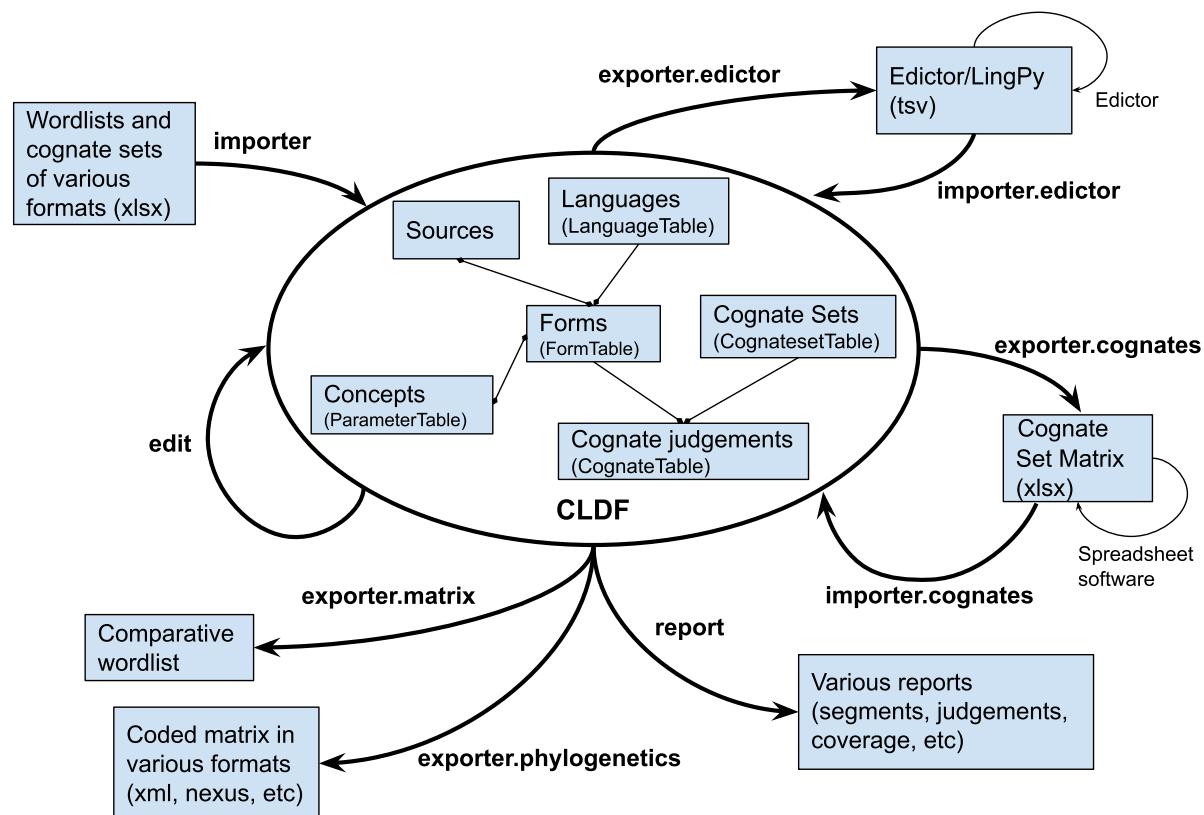 exporter.edictor
Edictor/LingPy
(tsv)
Edictor
Wordlists and
cognate sets
of various
formats (xlsx)
importer
importer.edictor
Languages
(LanguageTable)
Sources
Forms
(FormTable)
Cognate Sets
(CognatesetTable)
Concepts
(ParameterTable)
Cognate judgements
(CognateTable)
CLDF
edit
exporter.cognates
Cognate
Set Matrix
(xlsx)
Spreadsheet
software
importer.cognates
exporter.matrix
Comparative
wordlist
report
Various reports
(segments, judgements,
coverage, etc)
exporter.phylogenetics
Coded matrix in
various formats
(xml, nexus, etc)